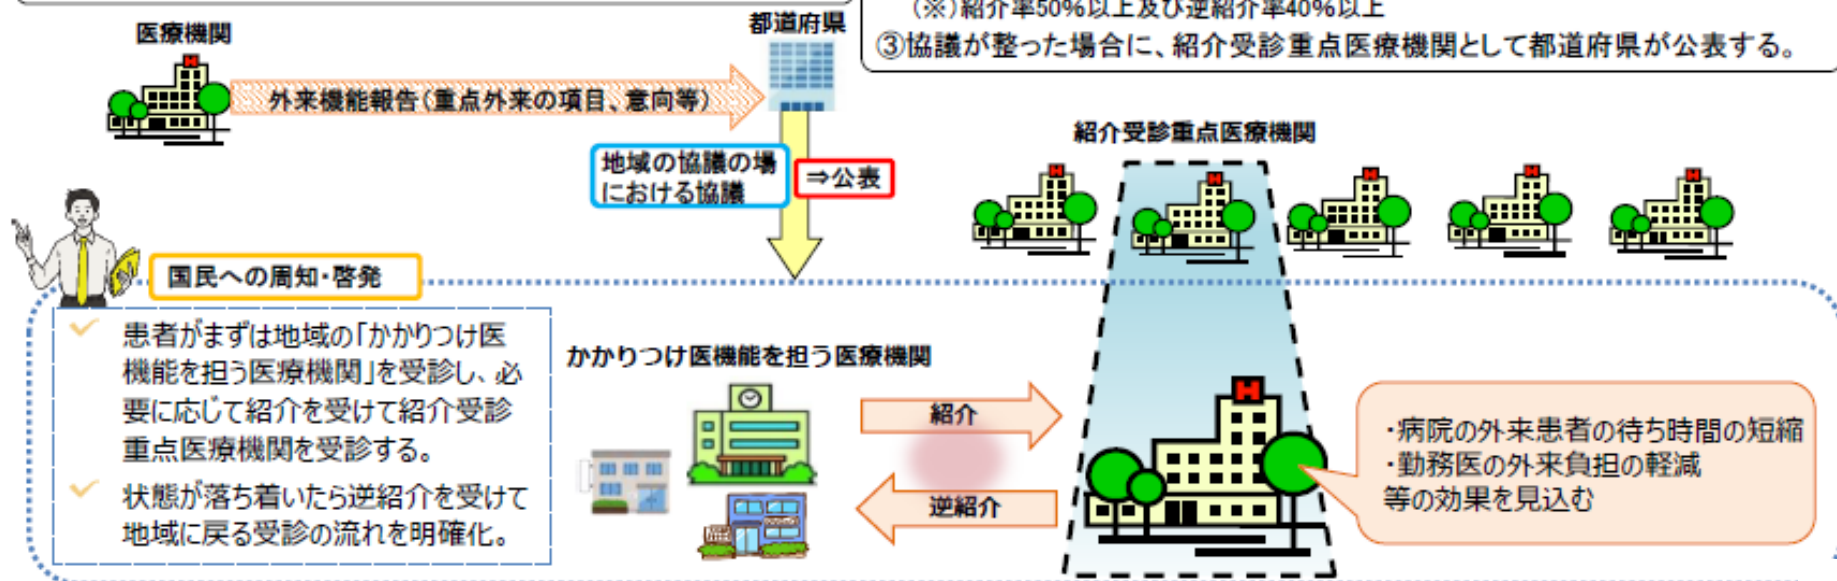 (※)紹介率50%以上及び逆紹介率40%以上
③協議が整った場合に、紹介受診重点医療機関として都道府県が公表する。
医療機関
都道府県
外来機能報告(重点外来の項目、意向等)
地域の協議の場
における協議
⇒公表
紹介受診重点医療機関
国民への周知・啓発
患者がまずは地域の「かかりつけ医
機能を担う医療機関」を受診し、必
要に応じて紹介を受けて紹介受診
重点医療機関を受診する。
状態が落ち着いたら逆紹介を受けて
地域に戻る受診の流れを明確化。
かかりつけ医機能を担う医療機関
紹介
逆紹介
・病院の外来患者の待ち時間の短縮
・勤務医の外来負担の軽減
等の効果を見込む